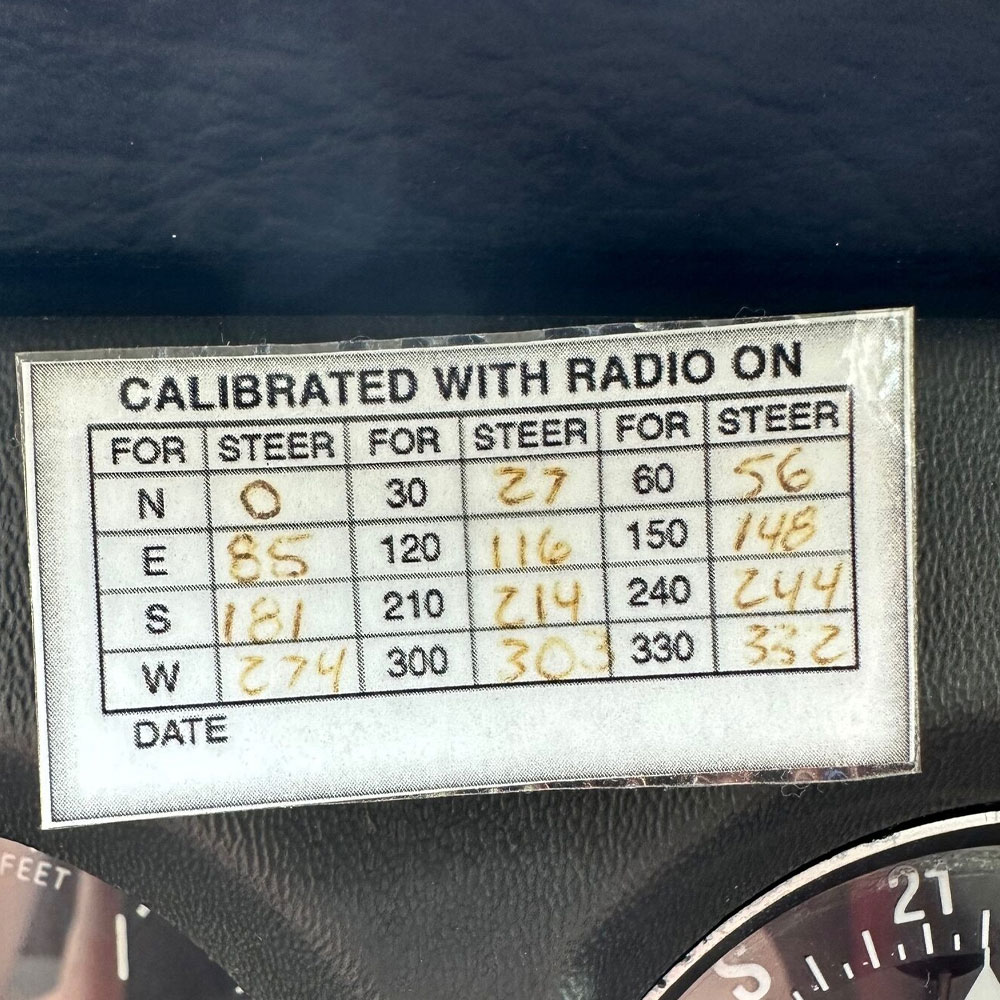 CALIBRATED WITH RADIO ON
FOR STEER FOR STEER FOR STEER
N 0 30 27 60 56
E 85 120 116 150 148
S 181 210 214 240 244
W 274 300 303 330 332
DATE
FEET
21
S